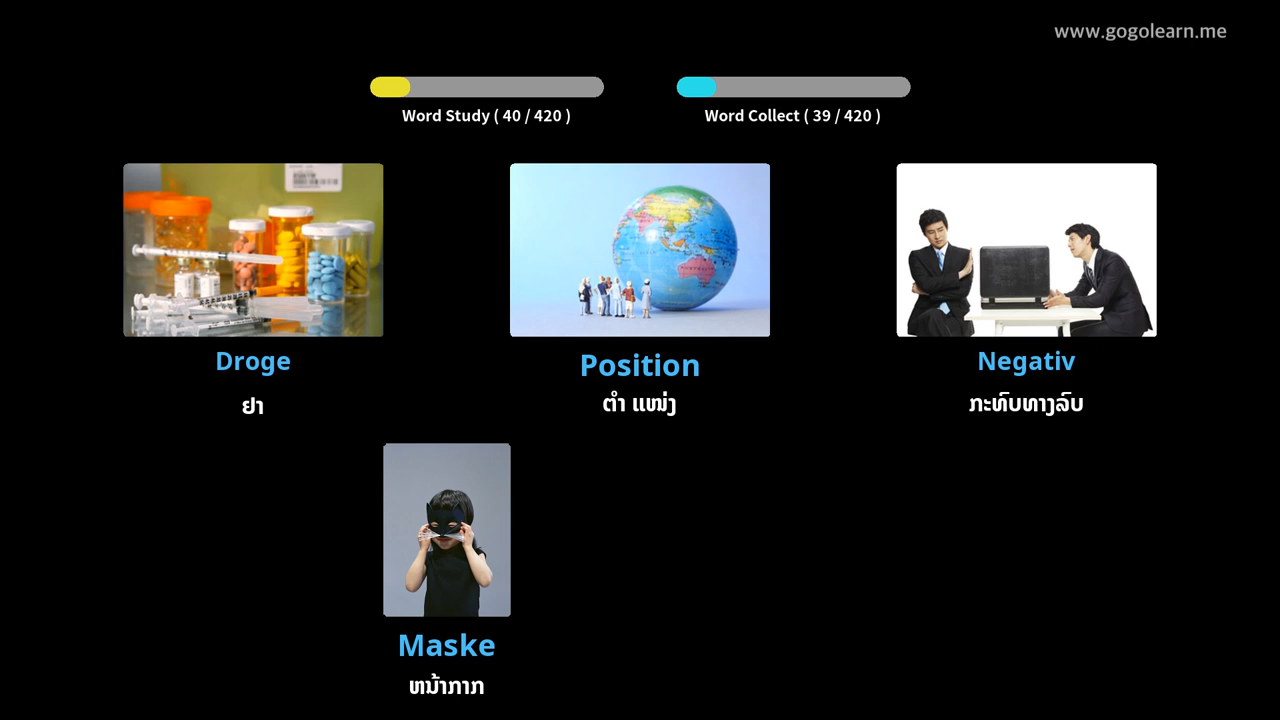 www.gogolearn.me
Word Study ( 40 / 420 )
Word Collect ( 39 / 420 )
Droge
Position
Negativ
ຢາ
ຕຳ ແໜ່ງ
ກະທົບທາງລົບ
Maske
ຫນ້າກາກ